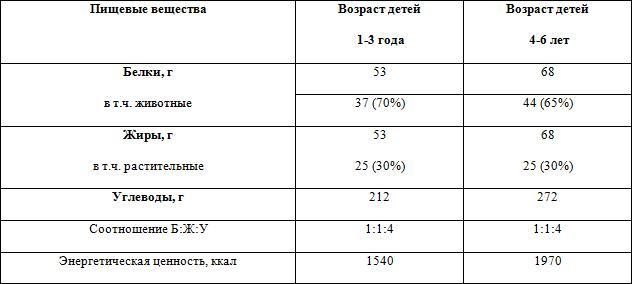 Пищевые вещества Возраст детей Возраст детей
1-3 года 4-6 лет
Белки, г 53 68
в т.ч. животные 37 (70%) 44 (65%)
Жиры, г 53 68
в т.ч. растительные 25 (30%) 25 (30%)
Углеводы, г 212 272
Соотношение Б:Ж:У 1:1:4 1:1:4
Энергетическая ценность, ккал 1540 1970